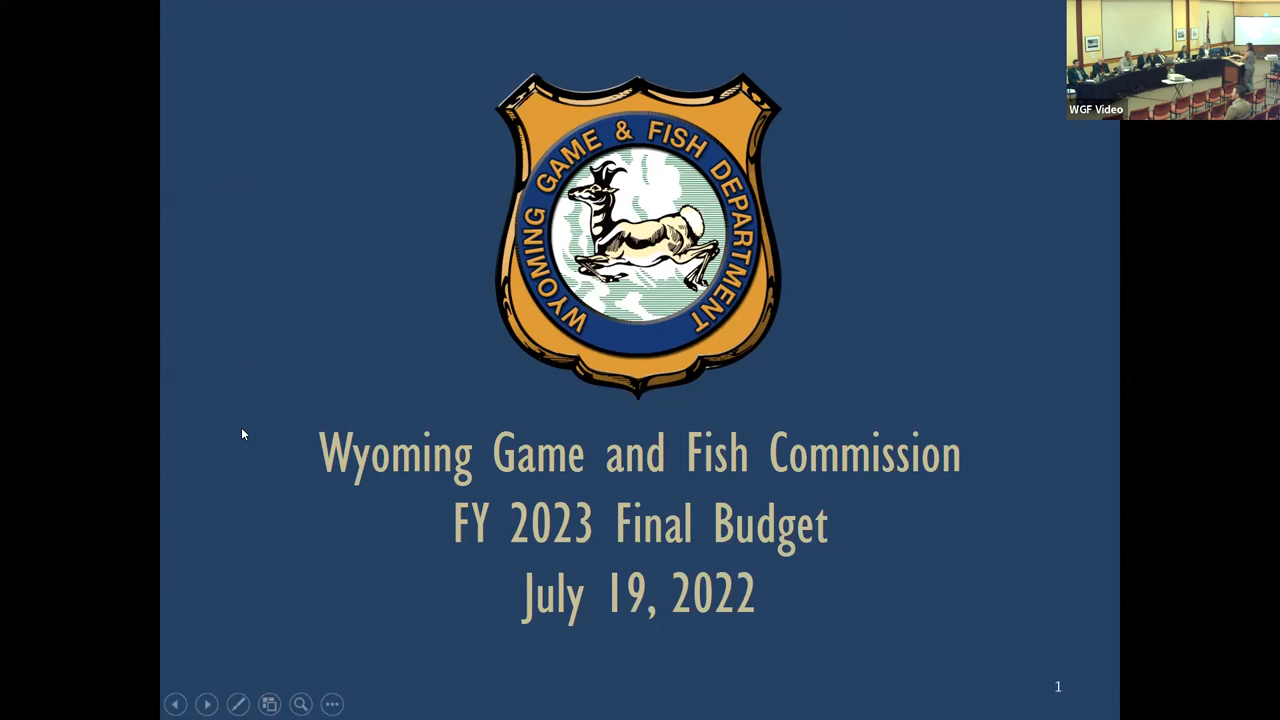 WGF Video
WYOMING GAME & FISH DEPARTMENT
Wyoming Game and Fish Commission
FY 2023 Final Budget
July 19, 2022
1